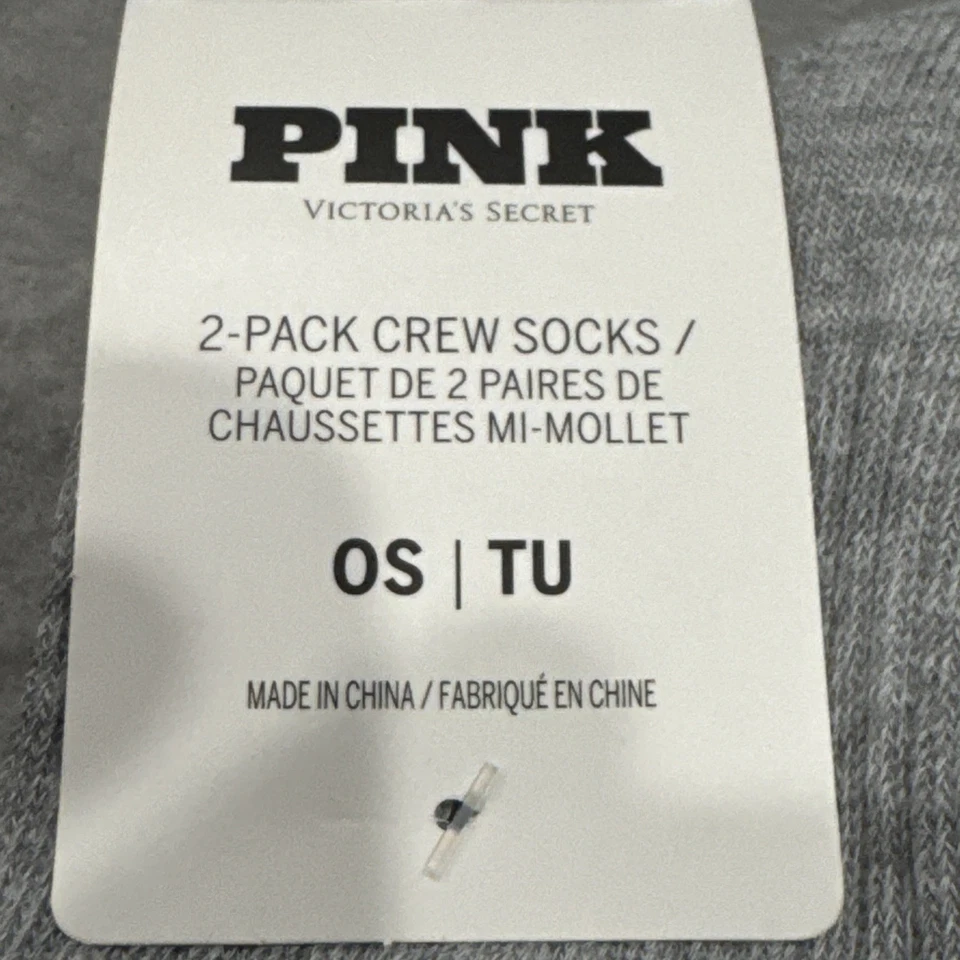 PINK
VICTORIA'S SECRET
2-PACK CREW SOCKS /
PAQUET DE 2 PAIRES DE
CHAUSSETTES MI-MOLLET
OS | TU
MADE IN CHINA / FABRIQUÉ EN CHINE